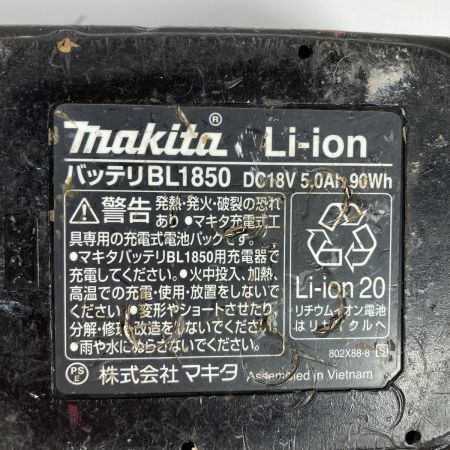 makita® Li-ion
バッテリBL1850 DC18V 5.0Ah 90Wh
⚠警告 発熱・発火・破裂の恐れ
あり ●マキタ充電式工
具専用の充電式電池パックです。
●マキタバッテリBL1850用充電器で
充電してください。●火中投入、加熱、
高温での充電・使用・放置をしないで
ください。●変形やショートさせたり、
分解・修理・改造をしないでください。
●雨や水にぬらさないでください。
Li-ion 20
リチウムイオン電池
はリサイクルへ
802X88-8 S
PS
E 株式会社マキタ Assembled in Vietnam